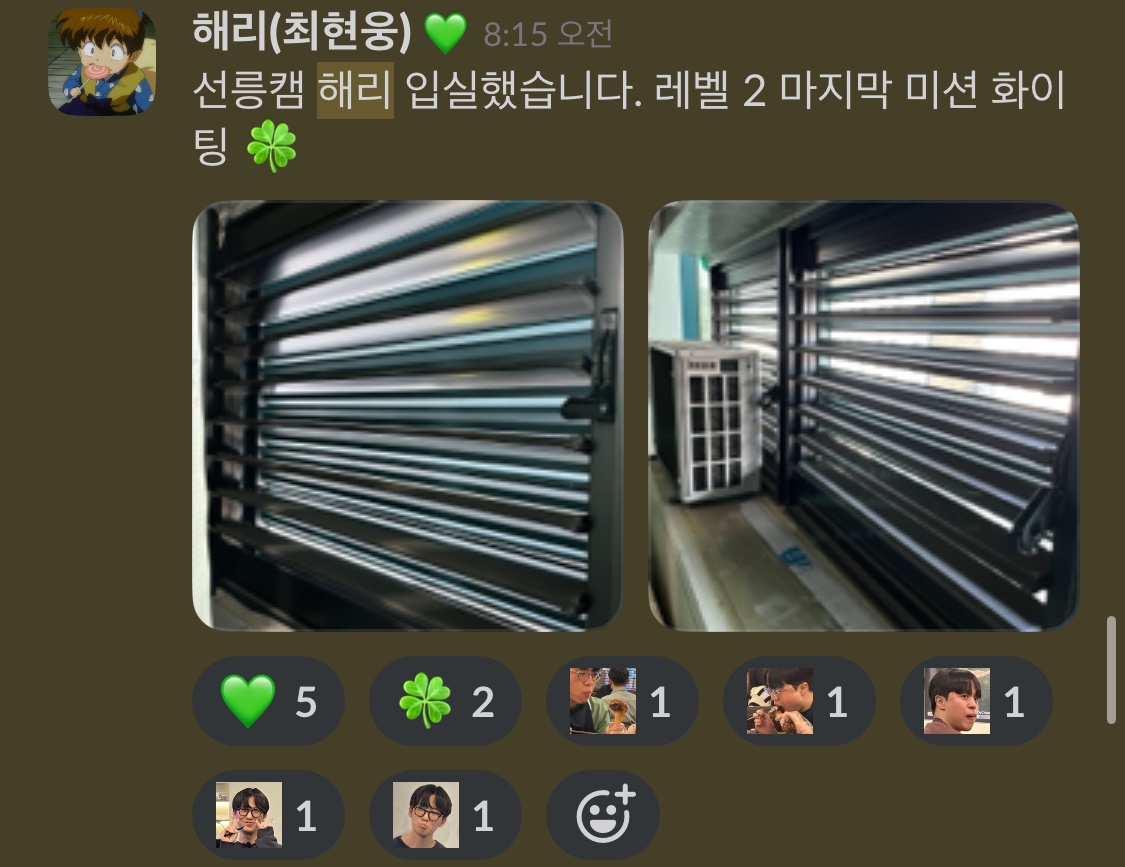 해리(최현웅) 💚 8:15 오전
선릉캠 해리 입실했습니다. 레벨 2 마지막 미션 화이
팅 🍀
💚 5 🍀 2 1 1 1
1 1